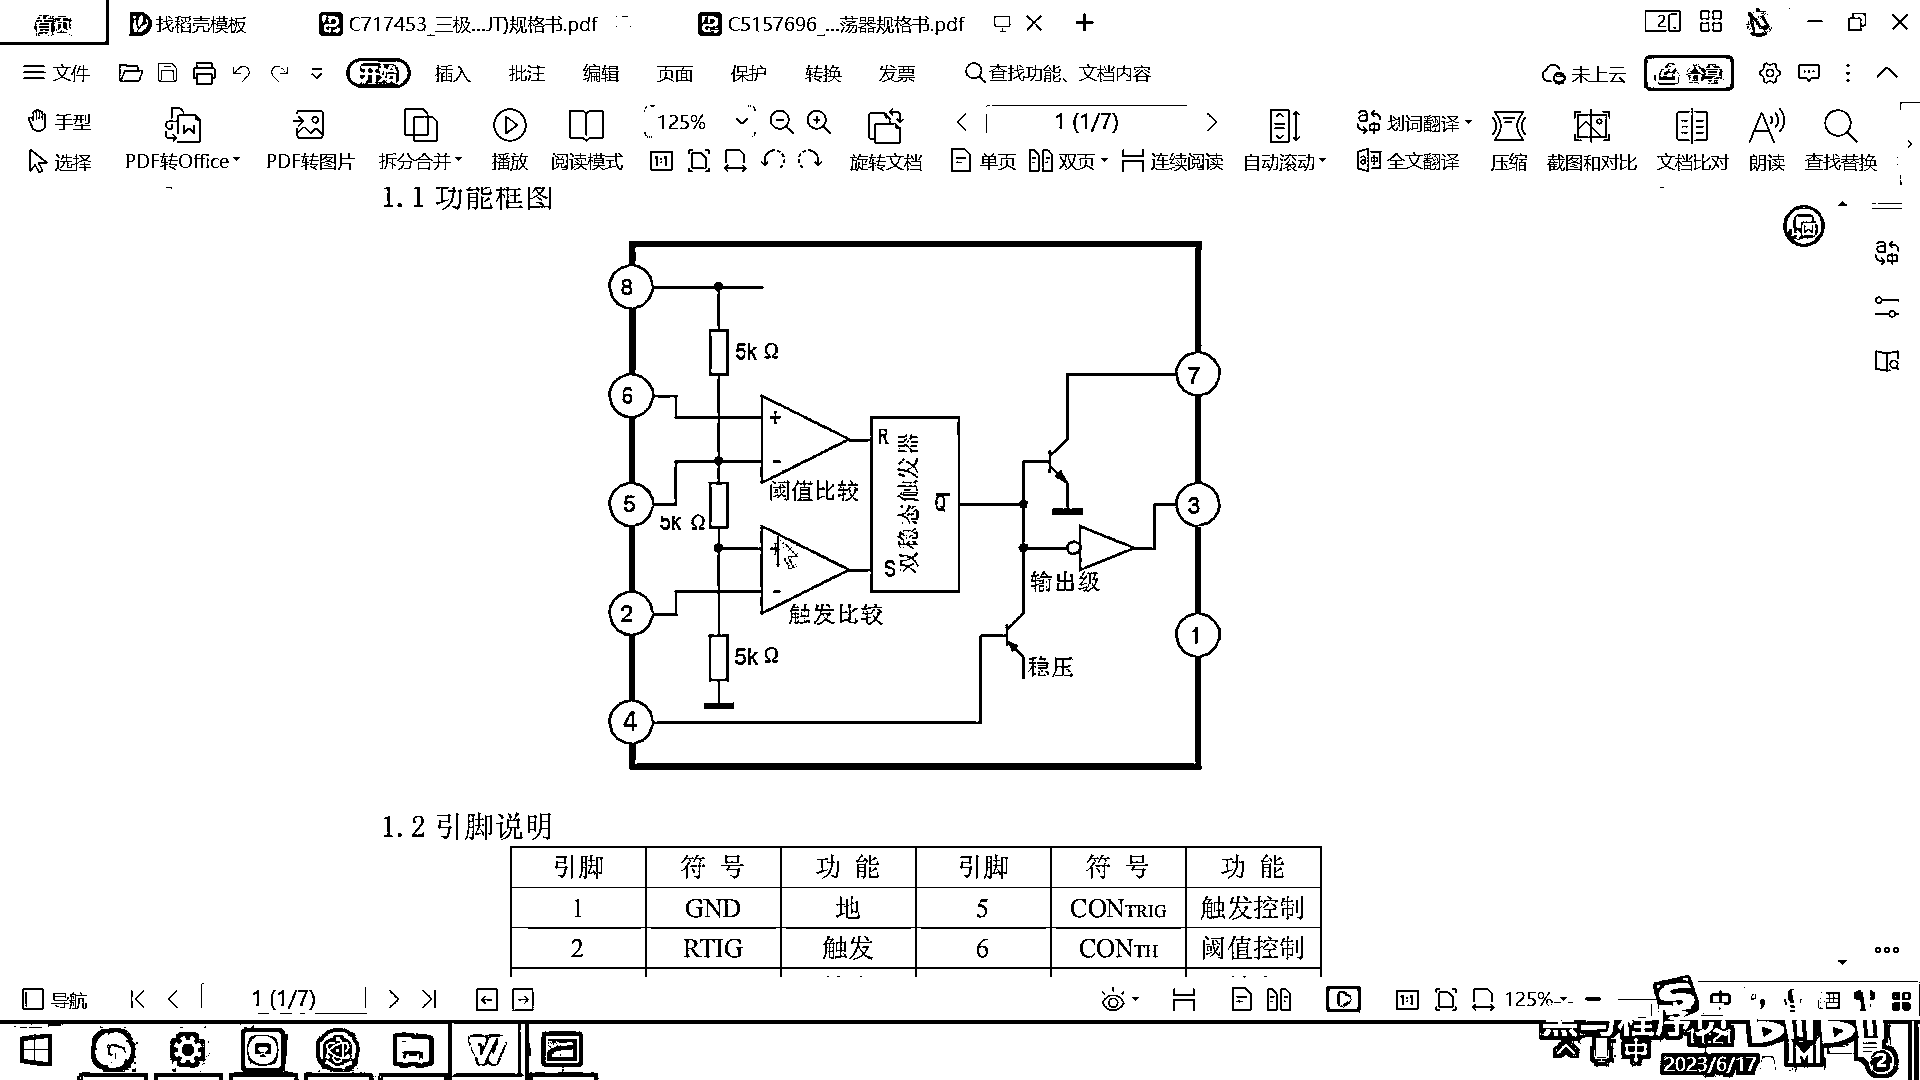 首页 找稻壳模板 C717453_三极...JT)规格书.pdf C5157696_...荡器规格书.pdf
文件 开始 插入 批注 编辑 页面 保护 转换 发票 查找功能、文档内容 未上云 分享
手型 125% 1 (1/7) 划词翻译
选择 PDF转Office PDF转图片 拆分合并 播放 阅读模式 1:1 旋转文档 单页 双页 连续阅读 自动滚动 全文翻译 压缩 截图和对比 文档比对 朗读 查找替换
1.1 功能框图
8
5kΩ
7
6
+
R
-
双稳态触发器
阈值比较
Q̅
5
5kΩ
3
+
S
输出级
-
2
触发比较
1
5kΩ
稳压
4
1.2 引脚说明
引脚 符 号 功 能 引脚 符 号 功 能
1 GND 地 5 CONTRIG 触发控制
2 RTIG 触发 6 CONTH 阈值控制
导航 1 (1/7) 1:1 125%
中
14:21
中
2023/6/17
2